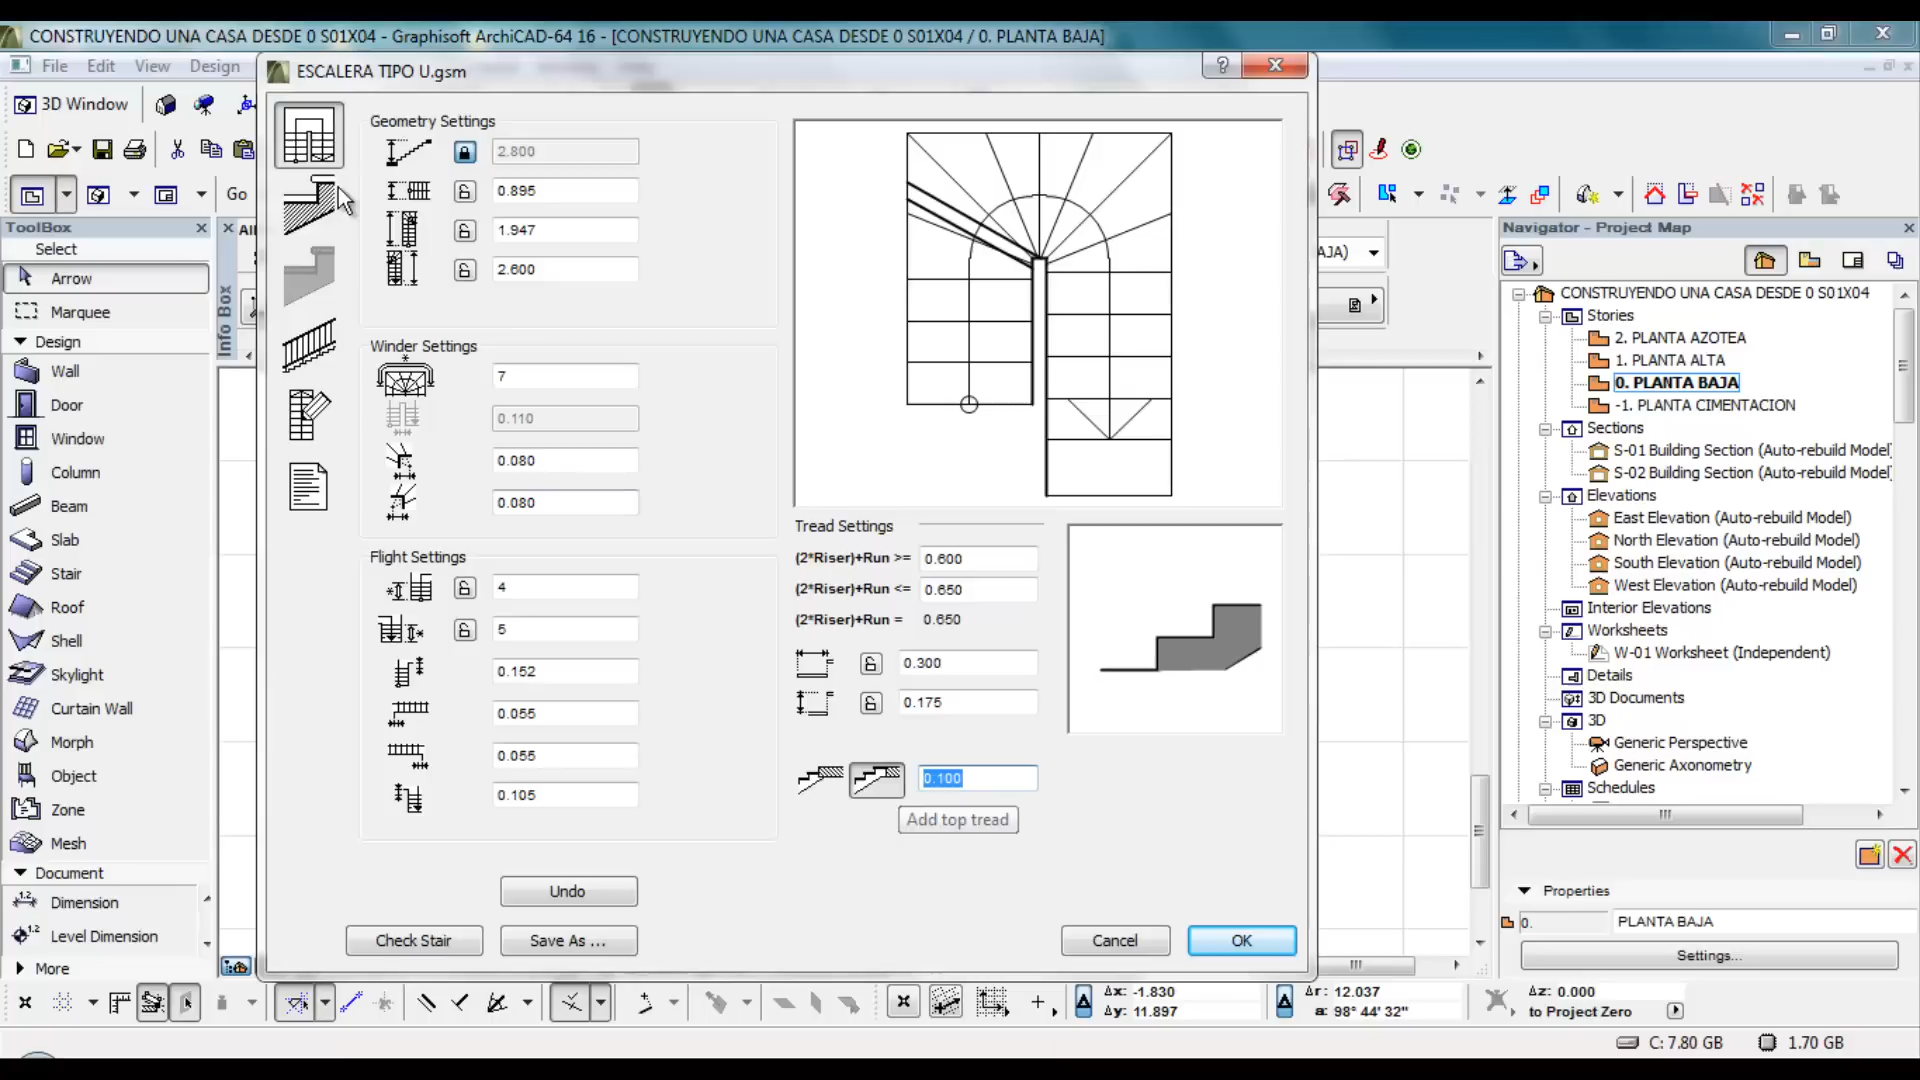 CONSTRUYENDO UNA CASA DESDE 0 S01X04 - Graphisoft ArchiCAD-64 16 - [CONSTRUYENDO UNA CASA DESDE 0 S01X04 / 0. PLANTA BAJA]
File Edit View Design
ESCALERA TIPO U.gsm
3D Window
Go
ToolBox
Select
Arrow
Marquee
Design
Wall
Door
Window
Column
Beam
Slab
Stair
Roof
Shell
Skylight
Curtain Wall
Morph
Object
Zone
Mesh
Document
Dimension
Level Dimension
More
Info Box
Geometry Settings
2.800
0.895
1.947
2.600
Winder Settings
7
0.110
0.080
0.080
Flight Settings
4
5
0.152
0.055
0.055
0.105
Undo
Check Stair
Save As ...
Tread Settings
(2*Riser)+Run >= 0.600
(2*Riser)+Run <= 0.650
(2*Riser)+Run = 0.650
0.300
0.175
0.100
Add top tread
Cancel
OK
Navigator - Project Map
CONSTRUYENDO UNA CASA DESDE 0 S01X04
Stories
2. PLANTA AZOTEA
1. PLANTA ALTA
0. PLANTA BAJA
-1. PLANTA CIMENTACION
Sections
S-01 Building Section (Auto-rebuild Model)
S-02 Building Section (Auto-rebuild Model)
Elevations
East Elevation (Auto-rebuild Model)
North Elevation (Auto-rebuild Model)
South Elevation (Auto-rebuild Model)
West Elevation (Auto-rebuild Model)
Interior Elevations
Worksheets
W-01 Worksheet (Independent)
Details
3D Documents
3D
Generic Perspective
Generic Axonometry
Schedules
Properties
0. PLANTA BAJA
Settings...
Δx: -1.830
Δy: 11.897
Δr: 12.037
a: 98° 44' 32"
Δz: 0.000
to Project Zero
C: 7.80 GB
1.70 GB